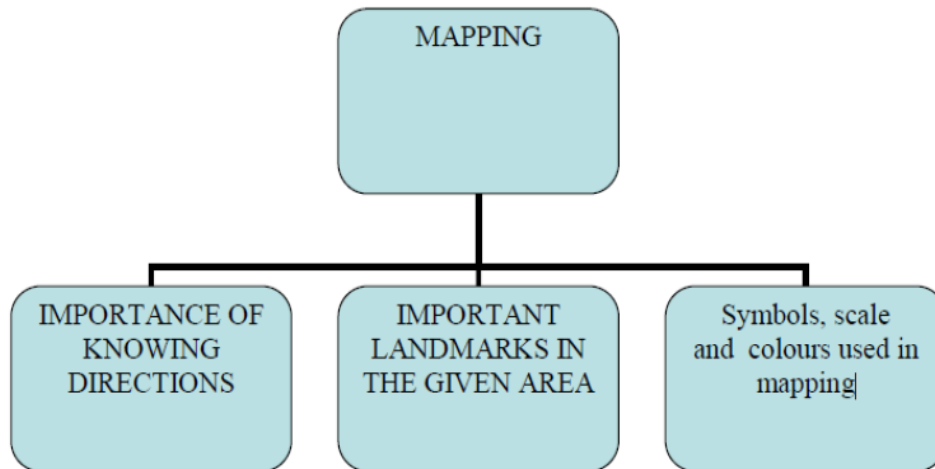 MAPPING
IMPORTANCE OF
KNOWING
DIRECTIONS
IMPORTANT
LANDMARKS IN
THE GIVEN AREA
Symbols, scale
and colours used in
mapping